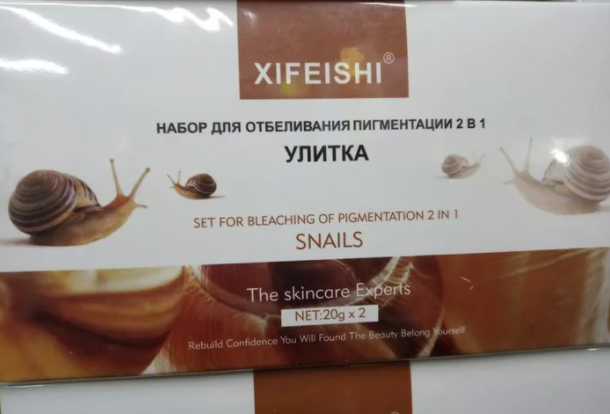 XIFEISHI®
НАБОР ДЛЯ ОТБЕЛИВАНИЯ ПИГМЕНТАЦИИ 2 В 1
УЛИТКА
SET FOR BLEACHING OF PIGMENTATION 2 IN 1
SNAILS
The skincare Experts
NET:20g x 2
Rebuild Confidence You Will Found The Beauty Belong Yourself